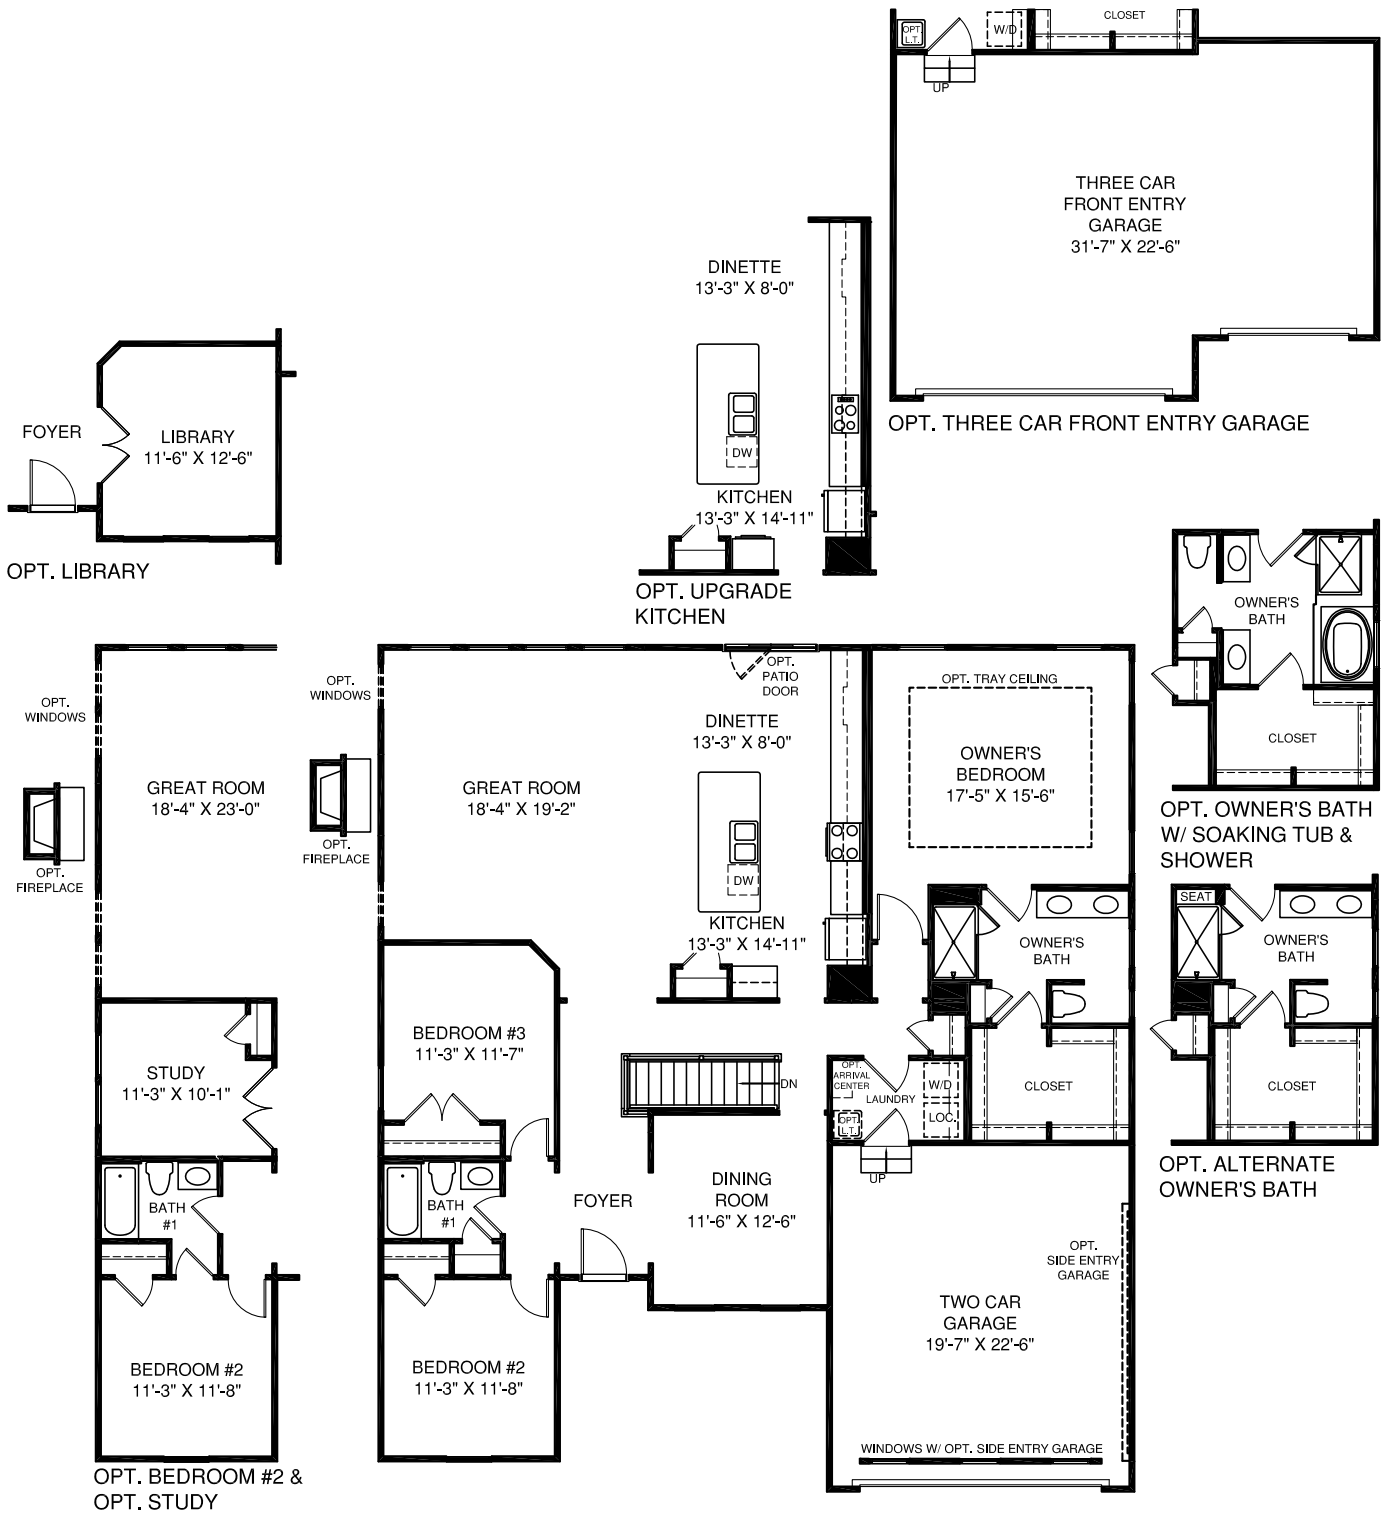 OPT.
L.T.
W/D
CLOSET
UP
THREE CAR
FRONT ENTRY
GARAGE
31'-7" X 22'-6"
OPT. THREE CAR FRONT ENTRY GARAGE
DINETTE
13'-3" X 8'-0"
DW
KITCHEN
13'-3" X 14'-11"
OPT. UPGRADE
KITCHEN
FOYER
LIBRARY
11'-6" X 12'-6"
OPT. LIBRARY
OWNER'S
BATH
CLOSET
OPT. OWNER'S BATH
W/ SOAKING TUB &
SHOWER
OPT.
WINDOWS
GREAT ROOM
18'-4" X 23'-0"
OPT.
FIREPLACE
STUDY
11'-3" X 10'-1"
BATH
#1
BEDROOM #2
11'-3" X 11'-8"
OPT. BEDROOM #2 &
OPT. STUDY
OPT.
WINDOWS
OPT.
FIREPLACE
GREAT ROOM
18'-4" X 19'-2"
OPT.
PATIO
DOOR
DINETTE
13'-3" X 8'-0"
DW
KITCHEN
13'-3" X 14'-11"
OPT. TRAY CEILING
OWNER'S
BEDROOM
17'-5" X 15'-6"
OWNER'S
BATH
CLOSET
BEDROOM #3
11'-3" X 11'-7"
DN
OPT.
ARRIVAL
CENTER
LAUNDRY
W/D
LOC.
OPT.
L.T.
UP
BATH
#1
FOYER
DINING
ROOM
11'-6" X 12'-6"
BEDROOM #2
11'-3" X 11'-8"
OPT.
SIDE ENTRY
GARAGE
TWO CAR
GARAGE
19'-7" X 22'-6"
WINDOWS W/ OPT. SIDE ENTRY GARAGE
SEAT
OWNER'S
BATH
CLOSET
OPT. ALTERNATE
OWNER'S BATH